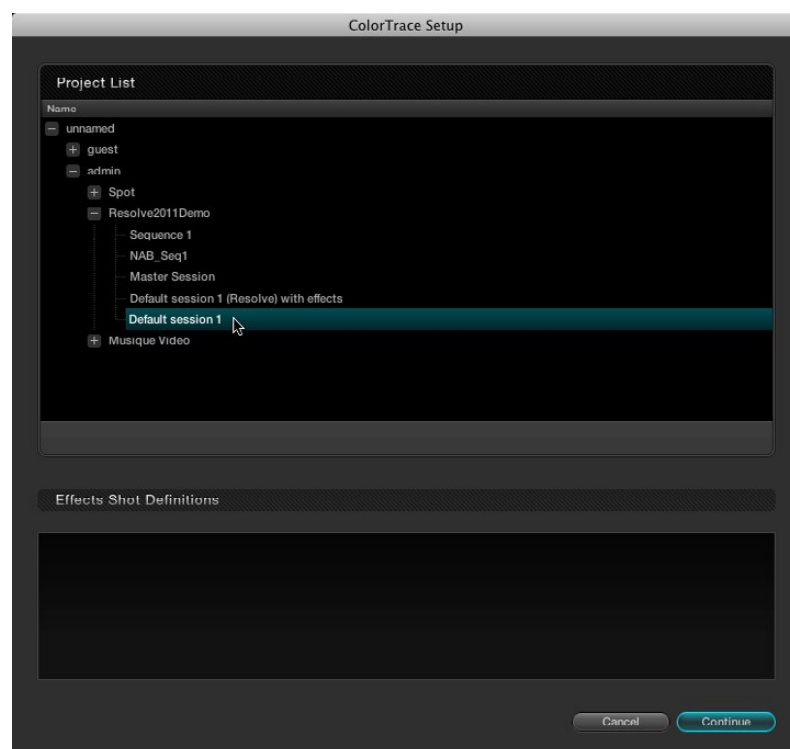 ColorTrace Setup
Project List
Name
unnamed
guest
admin
Spot
Resolve2011Demo
Sequence 1
NAB_Seq1
Master Session
Default session 1 (Resolve) with effects
Default session 1
Musique Video
Effects Shot Definitions
Cancel Continue